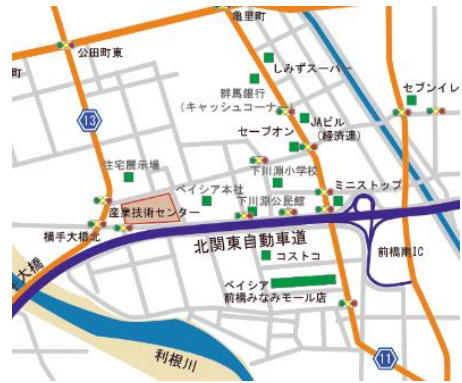 亀里町
公田町東
しみずスーパー
町
群馬銀行
(キャッシュコーナー)
セブンイレ
13
JAビル
(経済連)
セーブオン
住宅展示場
下川淵小学校
ベイシア本社
ミニストップ
産業技術センター
下川淵公民館
横手大橋北
北関東自動車道
前橋南IC
大橋
コストコ
ベイシア
前橋みなみモール店
利根川
11